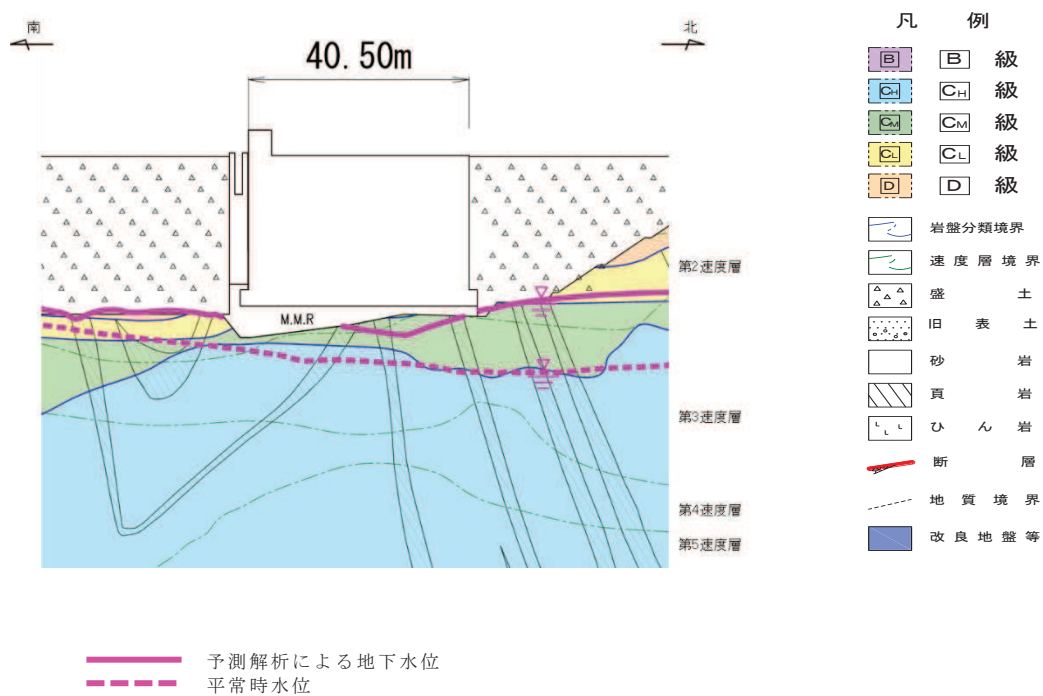 南
北
40.50m
M.M.R
第2速度層
第3速度層
第4速度層
第5速度層
凡 例
B B 級
CH CH 級
CM CM 級
CL CL 級
D D 級
岩盤分類境界
速度層境界
盛土
旧表土
砂岩
頁岩
ひん岩
断層
地質境界
改良地盤等
予測解析による地下水位
平常時水位